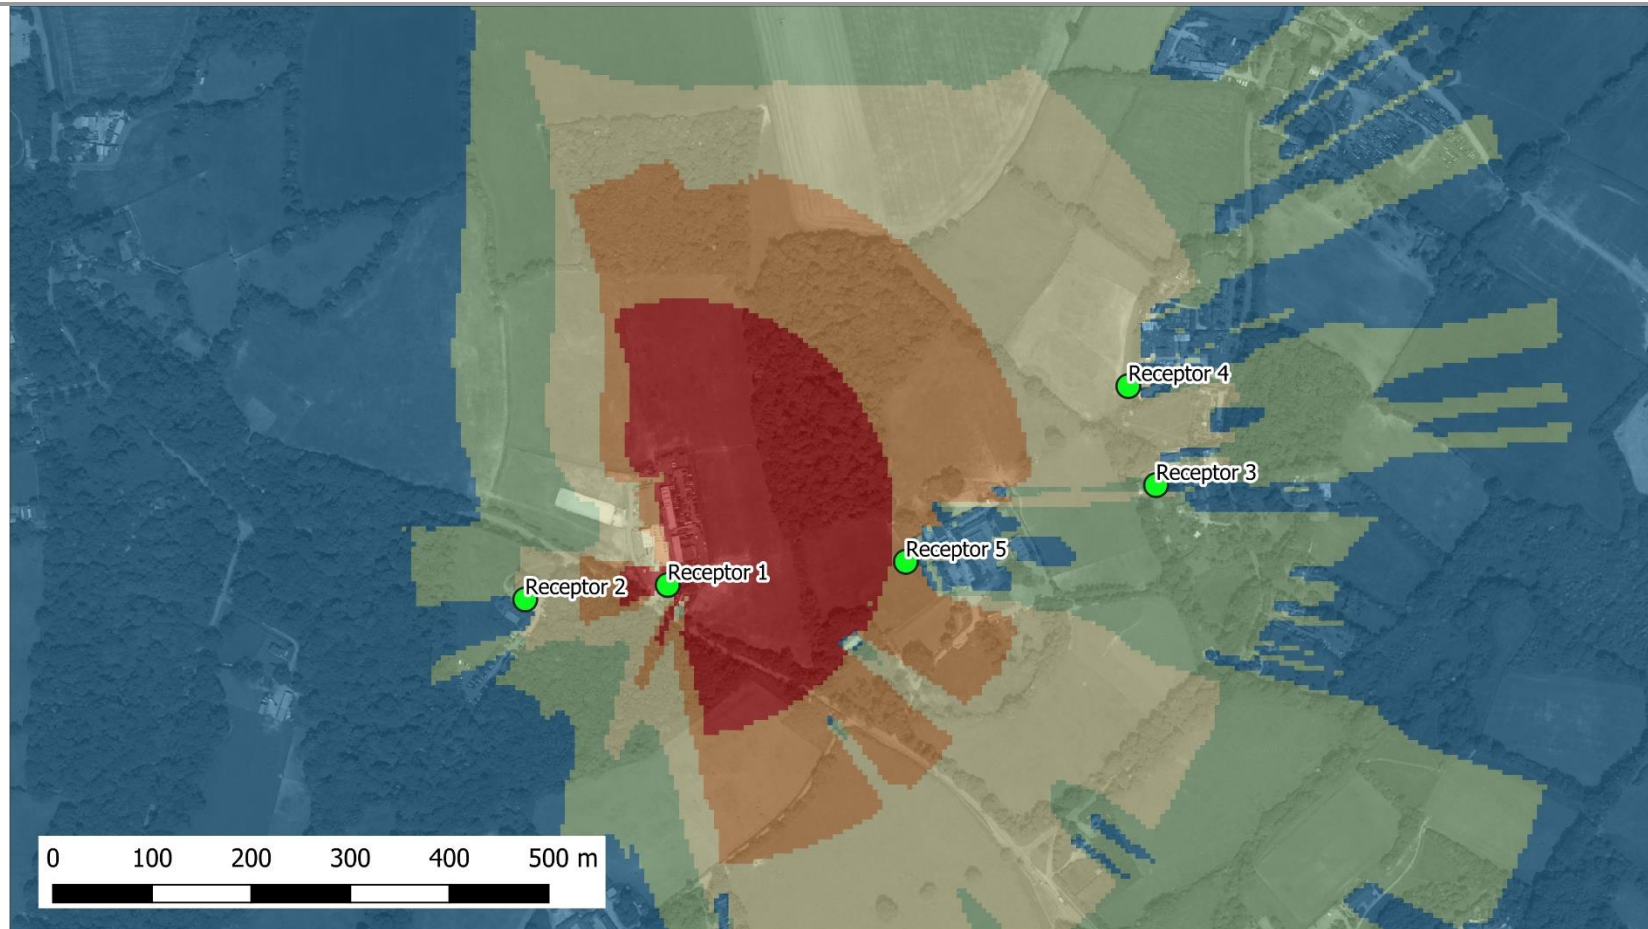 Receptor 4
Receptor 3
Receptor 5
Receptor 1
Receptor 2
0 100 200 300 400 500 m